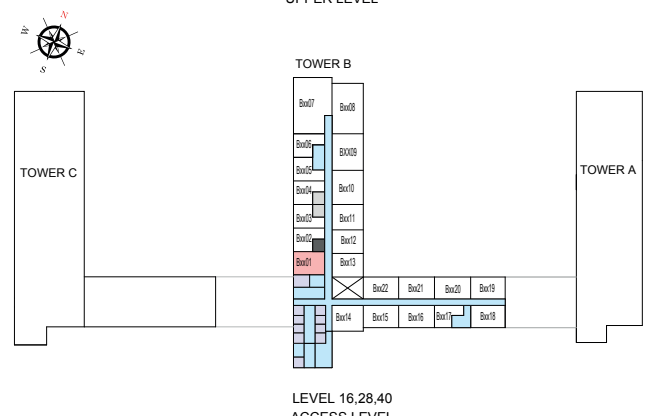 UPPER LEVEL
N
W
E
S
TOWER B
Bxx07
Bxx08
Bxx06
BXX09
Bxx05
TOWER C
TOWER A
Bxx04
Bxx10
Bxx03
Bxx11
Bxx02
Bxx12
Bxx01
Bxx13
Bxx22
Bxx21
Bxx20
Bxx19
Bxx14
Bxx15
Bxx16
Bxx17
Bxx18
LEVEL 16,28,40
ACCESS LEVEL